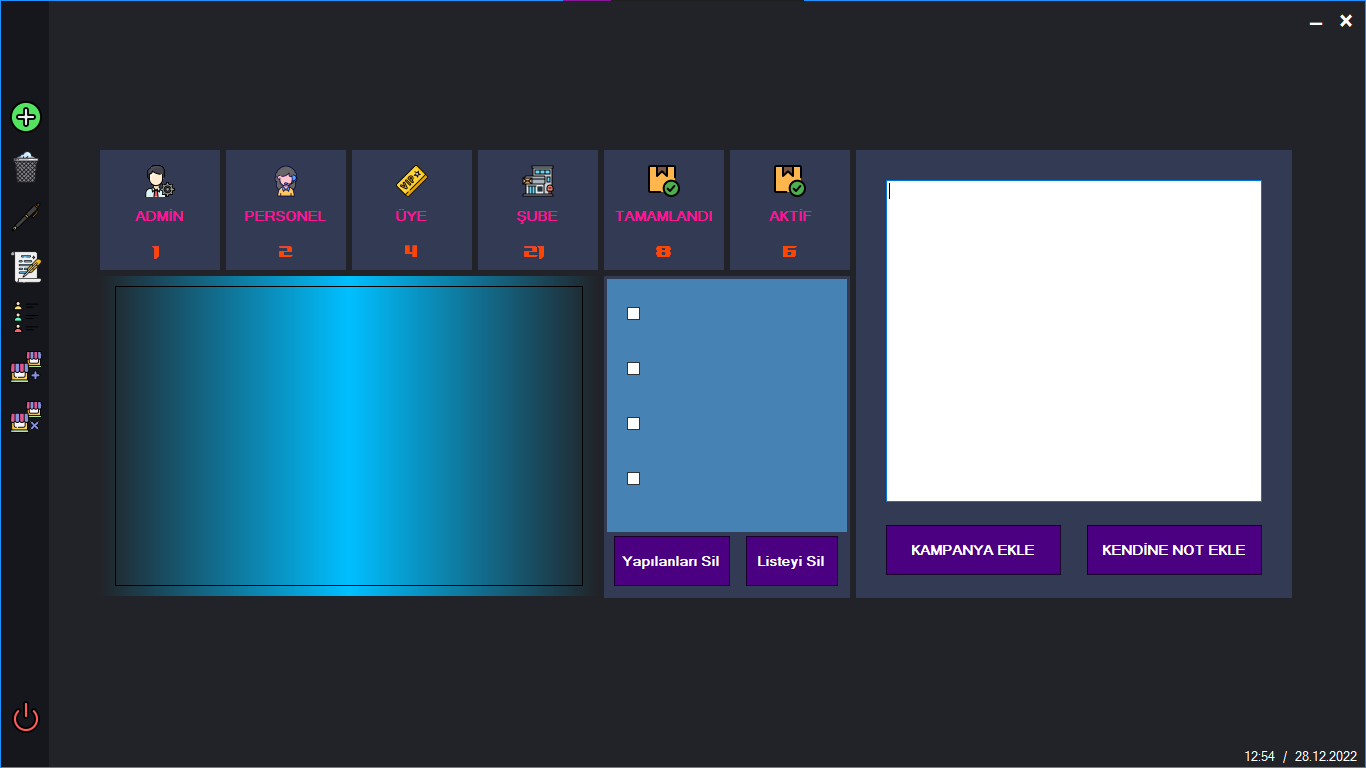 ADMİN
PERSONEL
ÜYE
ŞUBE
TAMAMLANDI
AKTİF
1
2
4
21
8
6
VIP
Yapılanları Sil
Listeyi Sil
KAMPANYA EKLE
KENDİNE NOT EKLE
12:54 / 28.12.2022